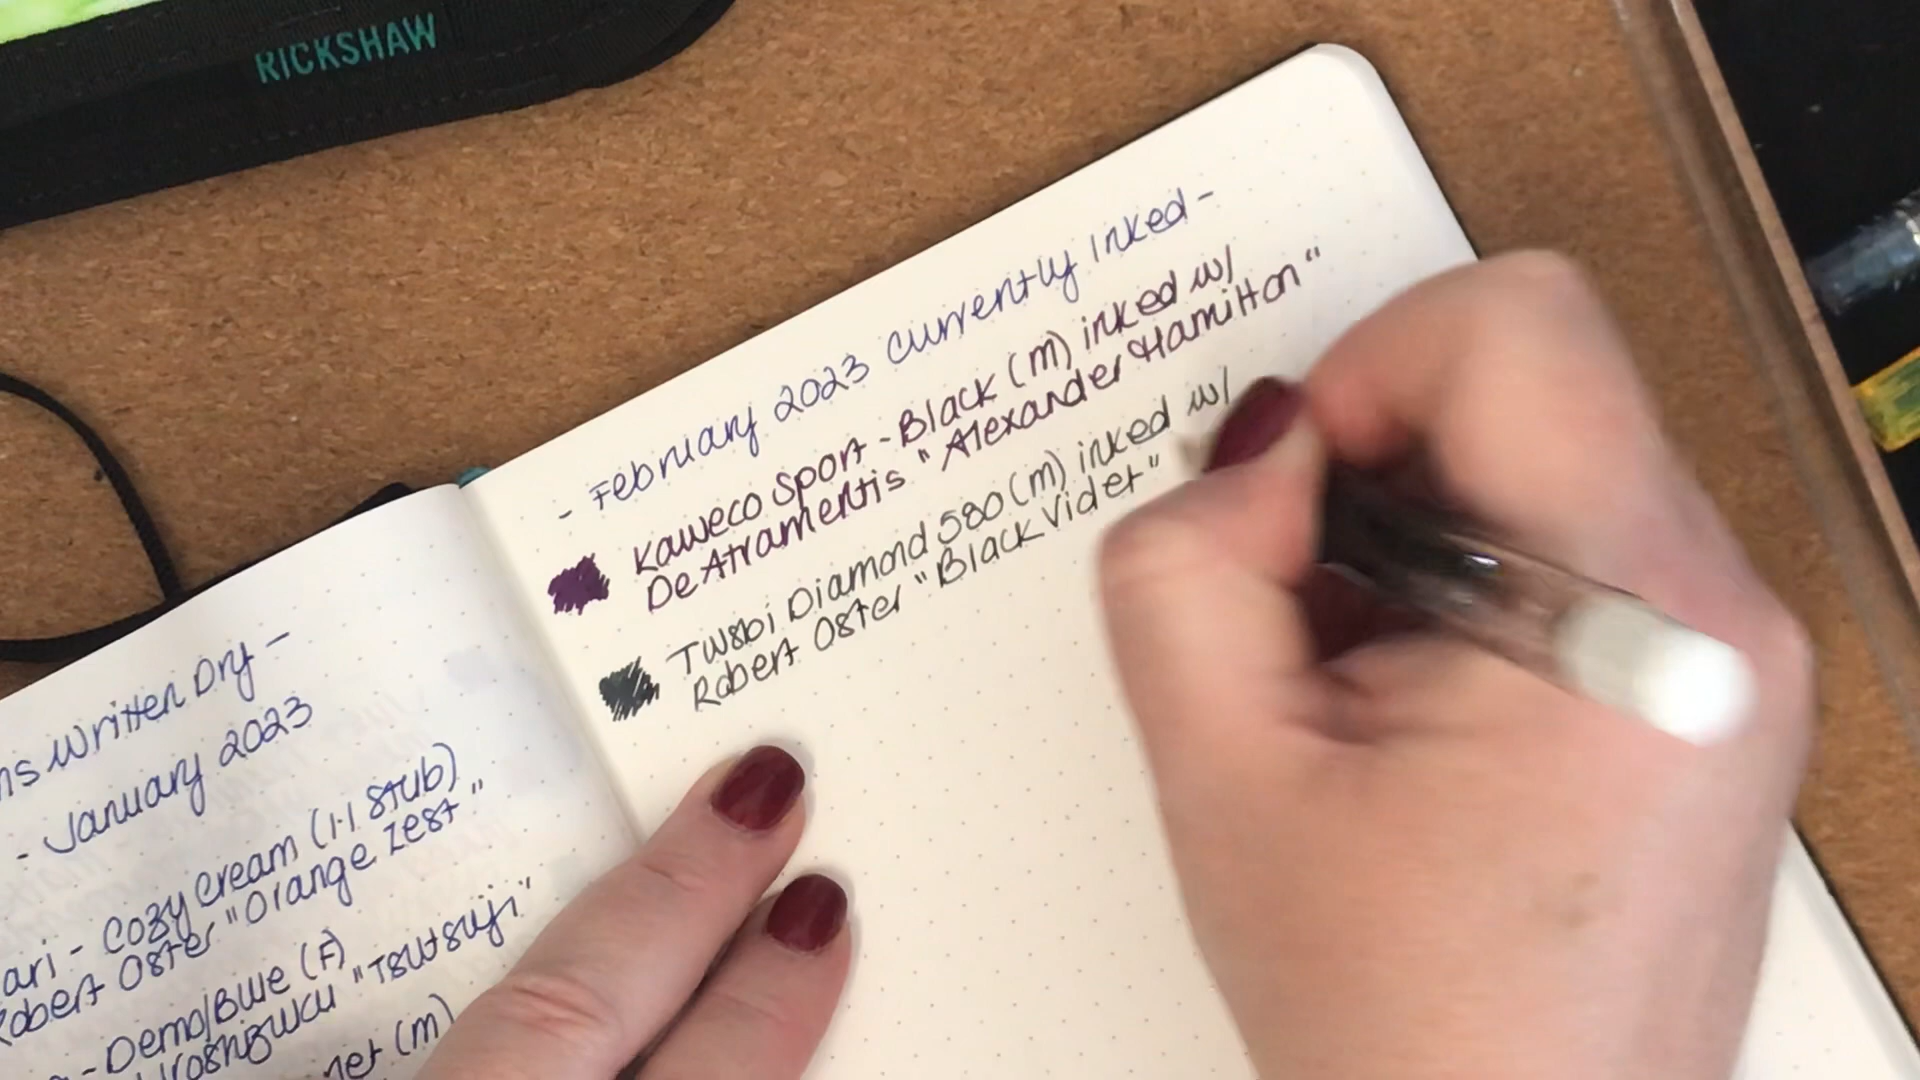 RICKSHAW
- February 2023 Currently Inked -
Kaweco Sport - Black (M) inked w/
De Atramentis "Alexander Hamilton"
Twsbi Diamond 580 (M) inked w/
Robert Oster "Black Violet"
Written Dry -
- January 2023
- Cozy Cream (1.1 Stub)
Robert Oster "Orange Zest"
- Demo/Blue (F)
"Tsutsuji"
(M)